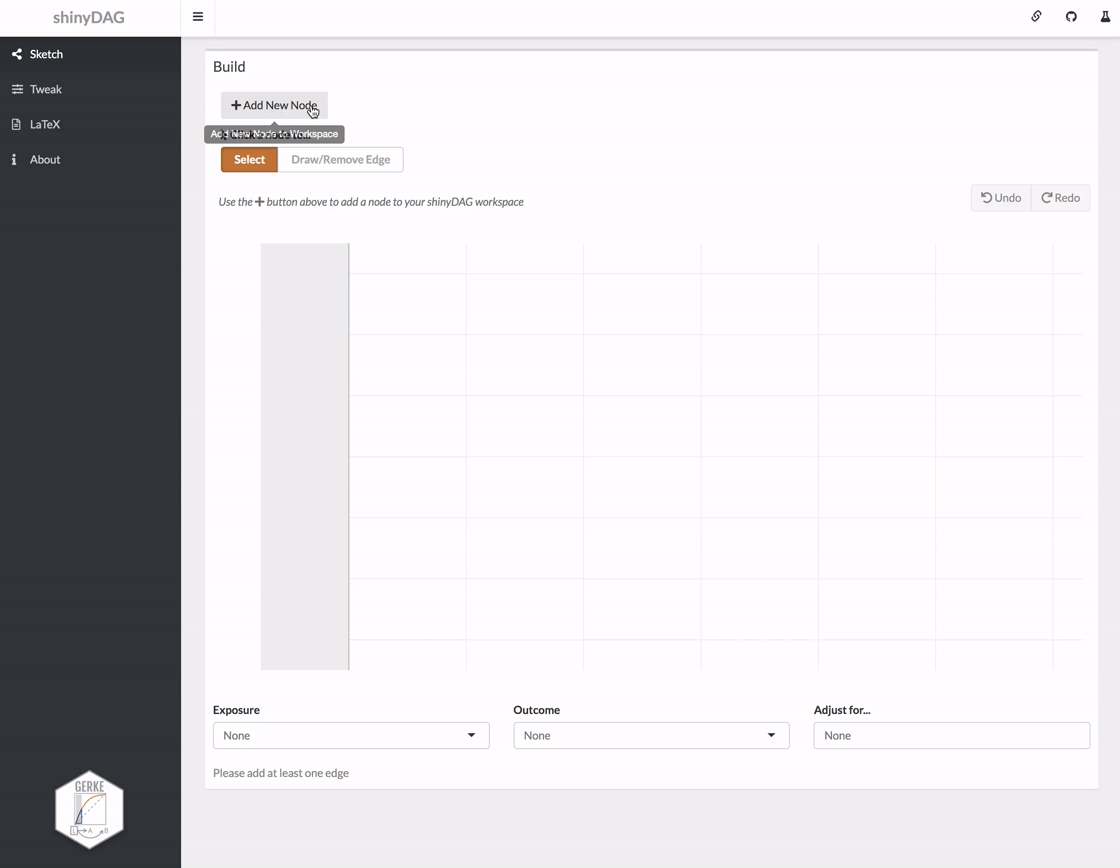 shinyDAG
Sketch
Tweak
LaTeX
About
Build
Add New Node
Add New Node to Workspace
Select Draw/Remove Edge
Use the + button above to add a node to your shinyDAG workspace
Undo Redo
Exposure Outcome Adjust for...
None None None
Please add at least one edge
GERKE
L A B